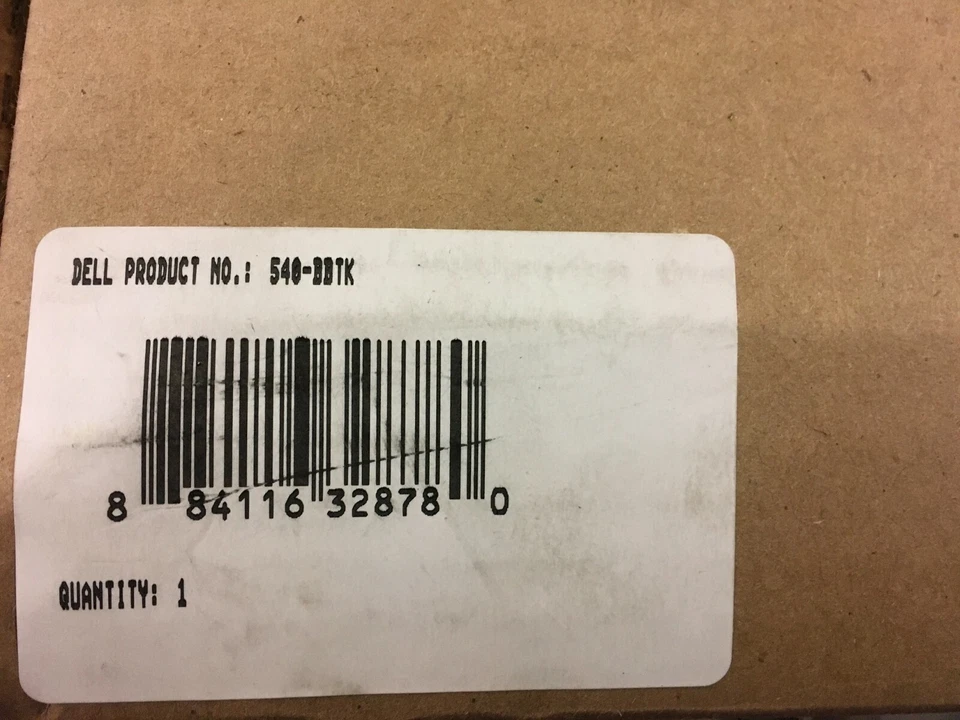 DELL PRODUCT NO.: 540-BBTK
8 84116 32878 0
QUANTITY: 1